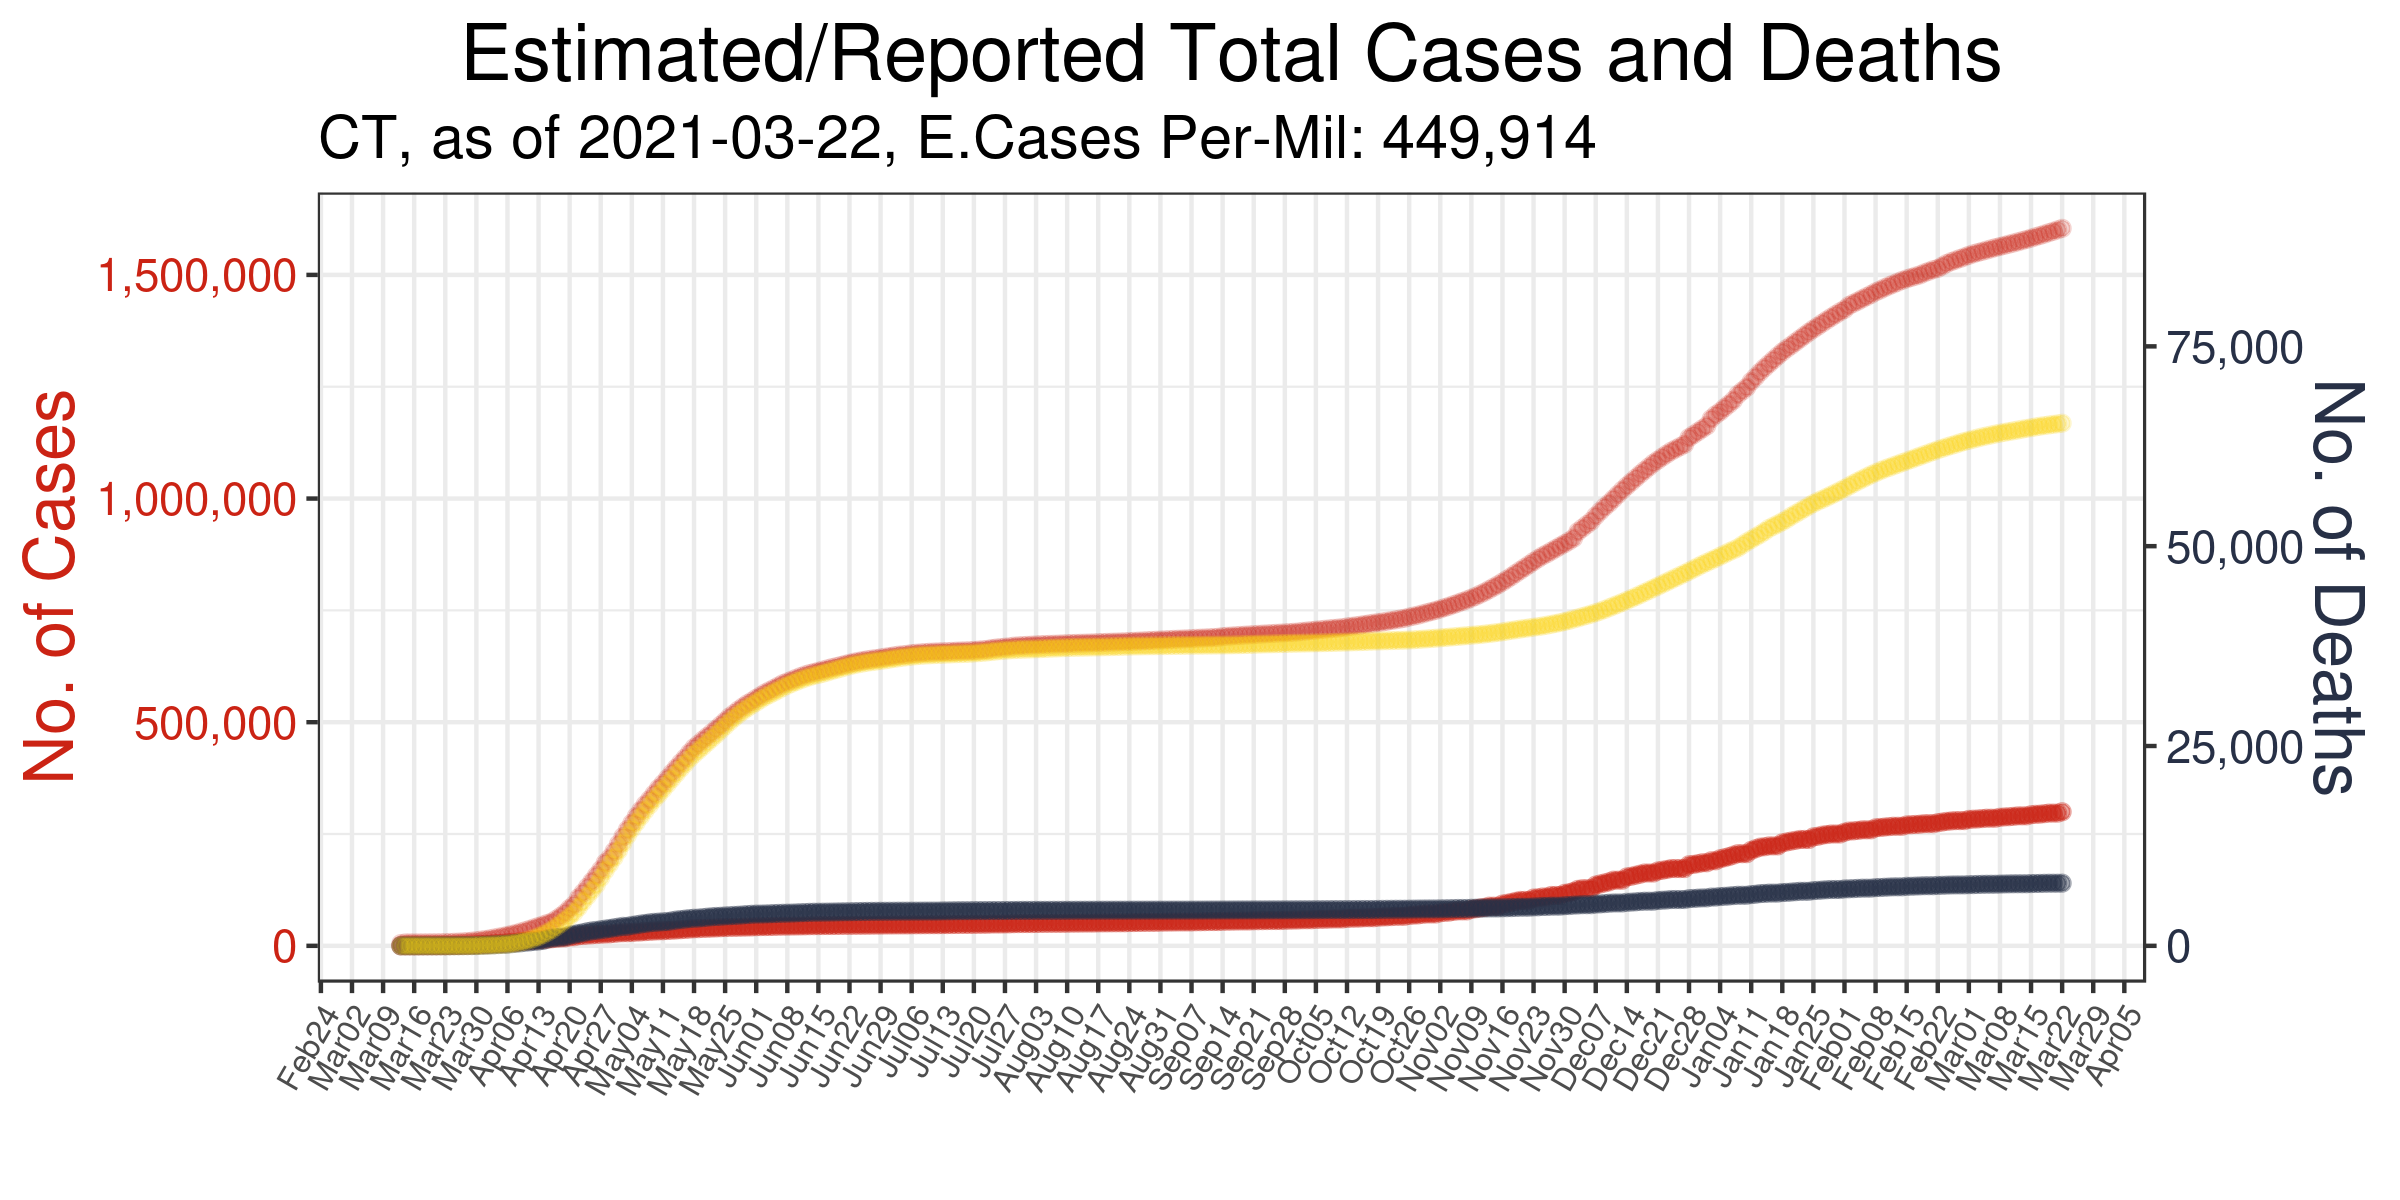 Estimated/Reported Total Cases and Deaths
CT, as of 2021-03-22, E.Cases Per-Mil: 449,914
No. of Cases
1,500,000
1,000,000
500,000
0
75,000
50,000
25,000
0
No. of Deaths
Feb24
Mar02
Mar09
Mar16
Mar23
Mar30
Apr06
Apr13
Apr20
Apr27
May04
May11
May18
May25
Jun01
Jun08
Jun15
Jun22
Jun29
Jul06
Jul13
Jul20
Jul27
Aug03
Aug10
Aug17
Aug24
Aug31
Sep07
Sep14
Sep21
Sep28
Oct05
Oct12
Oct19
Oct26
Nov02
Nov09
Nov16
Nov23
Nov30
Dec07
Dec14
Dec21
Dec28
Jan04
Jan11
Jan18
Jan25
Feb01
Feb08
Feb15
Feb22
Mar01
Mar08
Mar15
Mar22
Mar29
Apr05